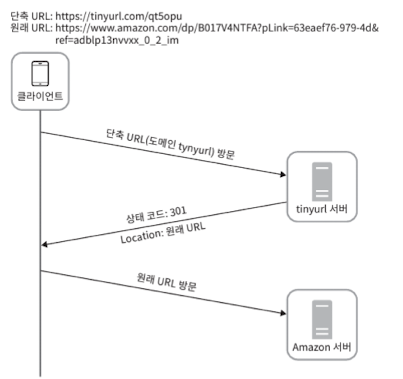 단축 URL: https://tinyurl.com/qt5opu
원래 URL: https://www.amazon.com/dp/B017V4NTFA?pLink=63eaef76-979-4d&
ref=adblp13nvvxx_0_2_im
클라이언트
단축 URL(도메인 tynyurl) 방문
tinyurl 서버
상태 코드: 301
Location: 원래 URL
원래 URL 방문
Amazon 서버